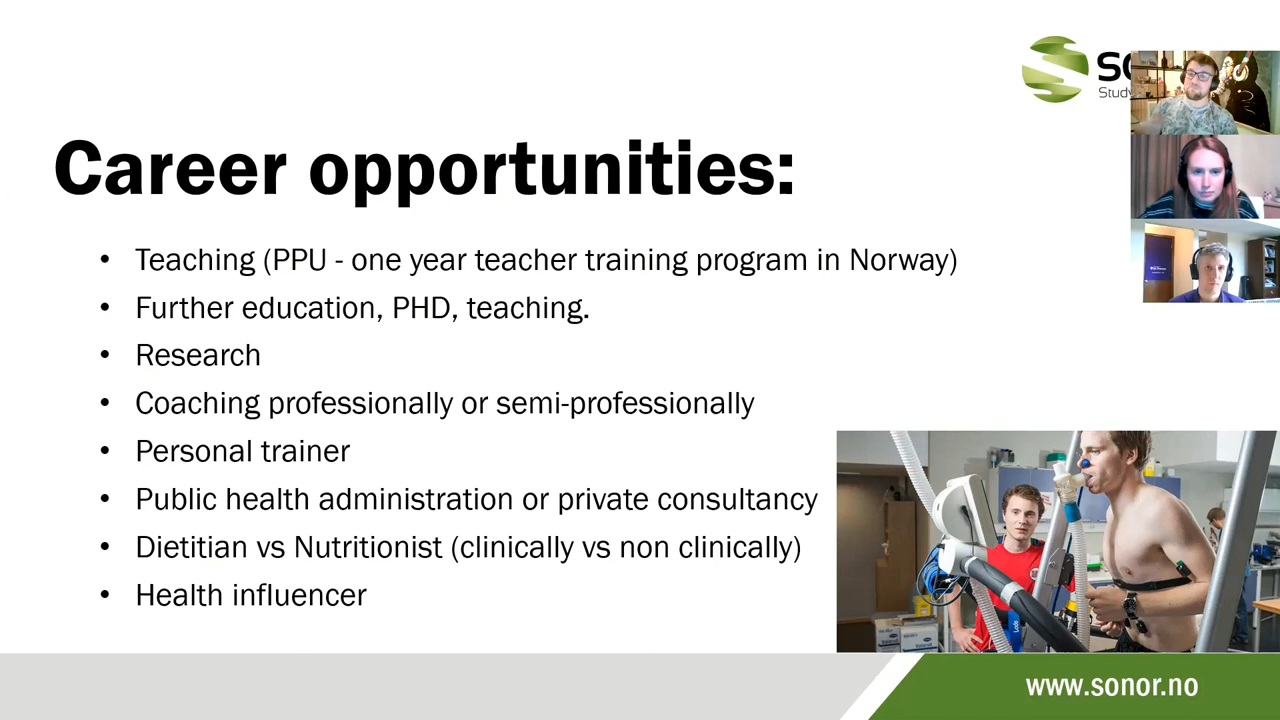 Study
Career opportunities:
• Teaching (PPU - one year teacher training program in Norway)
• Further education, PHD, teaching.
• Research
• Coaching professionally or semi-professionally
• Personal trainer
• Public health administration or private consultancy
• Dietitian vs Nutritionist (clinically vs non clinically)
• Health influencer
Lode
www.sonor.no